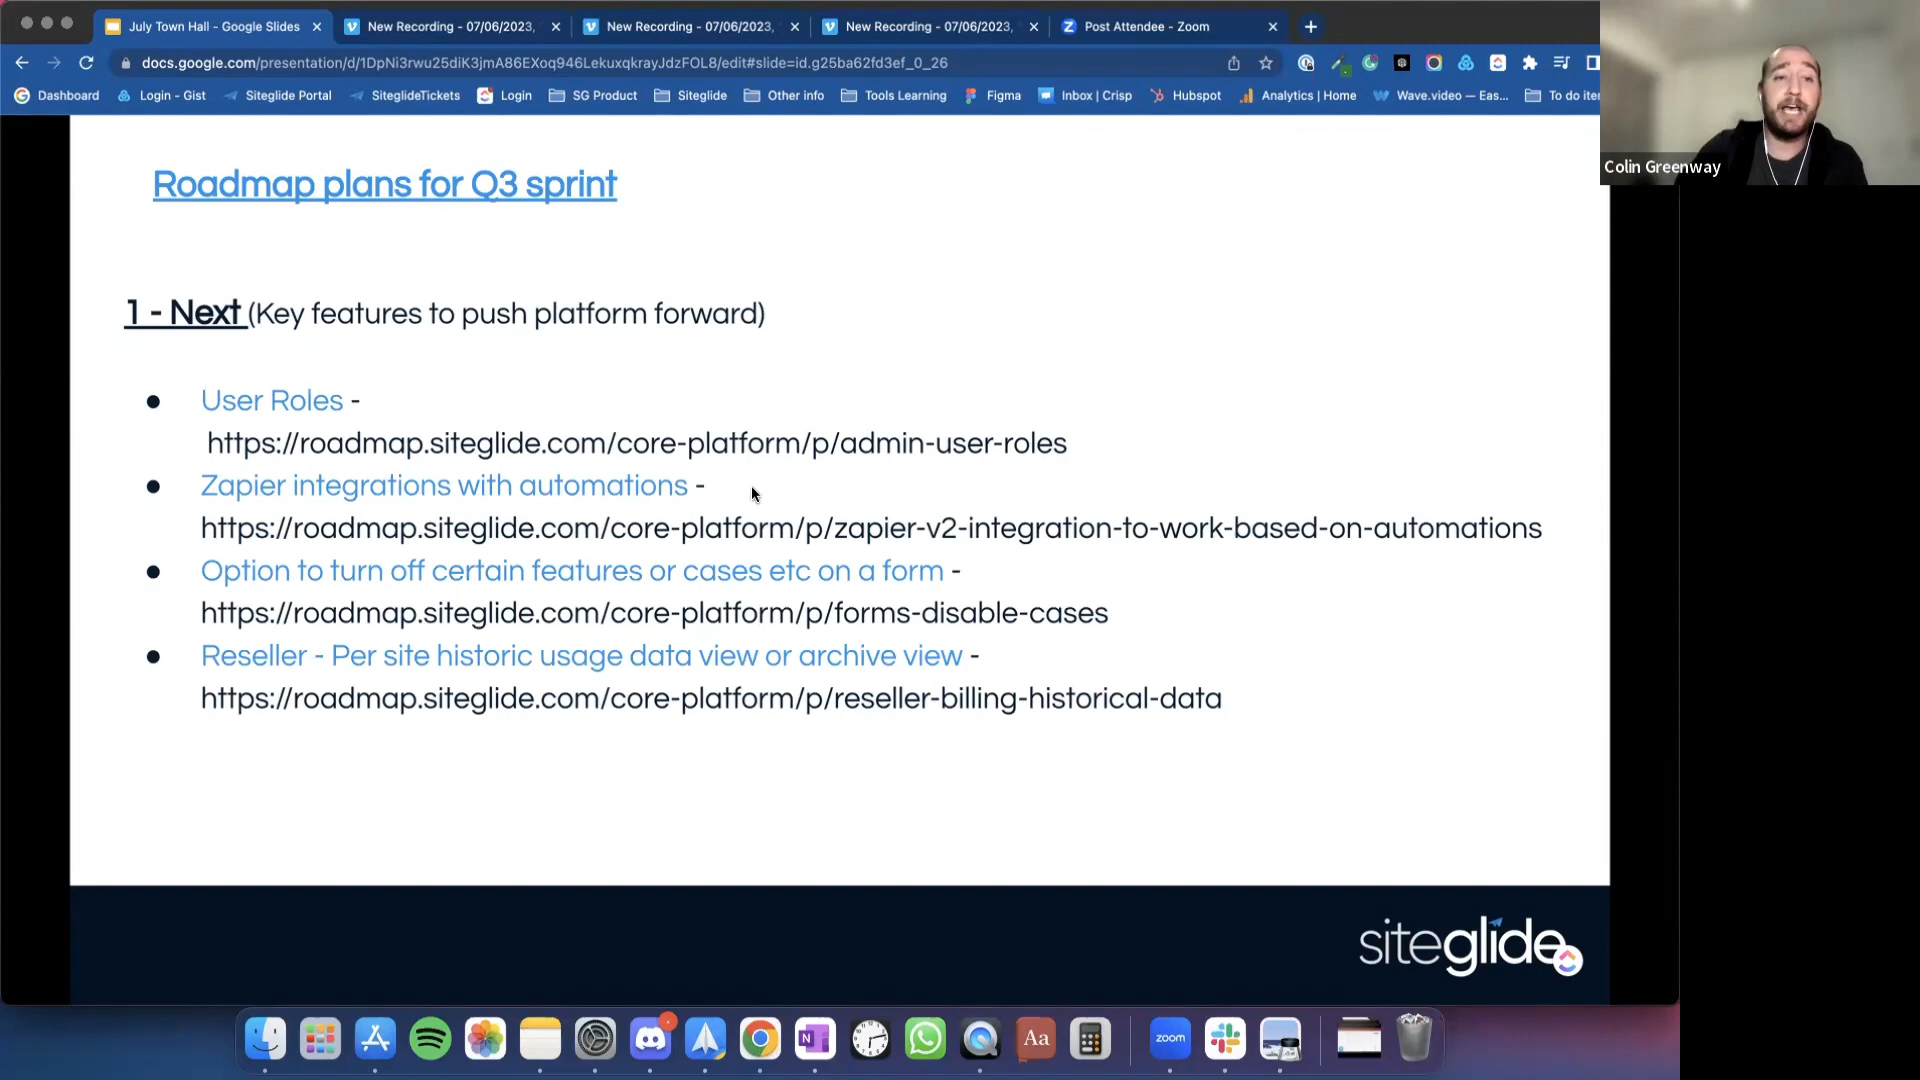 July Town Hall - Google Slides
New Recording - 07/06/2023,
New Recording - 07/06/2023,
New Recording - 07/06/2023,
Post Attendee - Zoom
docs.google.com/presentation/d/1DpNi3rwu25diK3jmA86EXoq946LekuxqkrayJdzFOL8/edit#slide=id.g25ba62fd3ef_0_26
Dashboard
Login - Gist
Siteglide Portal
SiteglideTickets
Login
SG Product
Siteglide
Other info
Tools Learning
Figma
Inbox | Crisp
Hubspot
Analytics | Home
Wave.video — Eas...
To do iter
Colin Greenway
Roadmap plans for Q3 sprint
1 - Next (Key features to push platform forward)
● User Roles -
https://roadmap.siteglide.com/core-platform/p/admin-user-roles
● Zapier integrations with automations -
https://roadmap.siteglide.com/core-platform/p/zapier-v2-integration-to-work-based-on-automations
● Option to turn off certain features or cases etc on a form -
https://roadmap.siteglide.com/core-platform/p/forms-disable-cases
● Reseller - Per site historic usage data view or archive view -
https://roadmap.siteglide.com/core-platform/p/reseller-billing-historical-data
siteglide
Aa
zoom